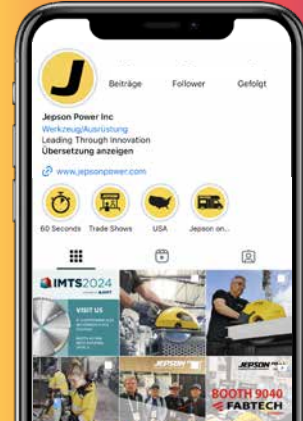 J
Beiträge Follower Gefolgt
Jepson Power Inc
Werkzeug/Ausrüstung
Leading Through Innovation
Übersetzung anzeigen
www.jepsonpower.com
60 Seconds Trade Shows USA Jepson on...
IMTS2024
VISIT US
JEPSON
JEPSON
BOOTH 9040
FABTECH